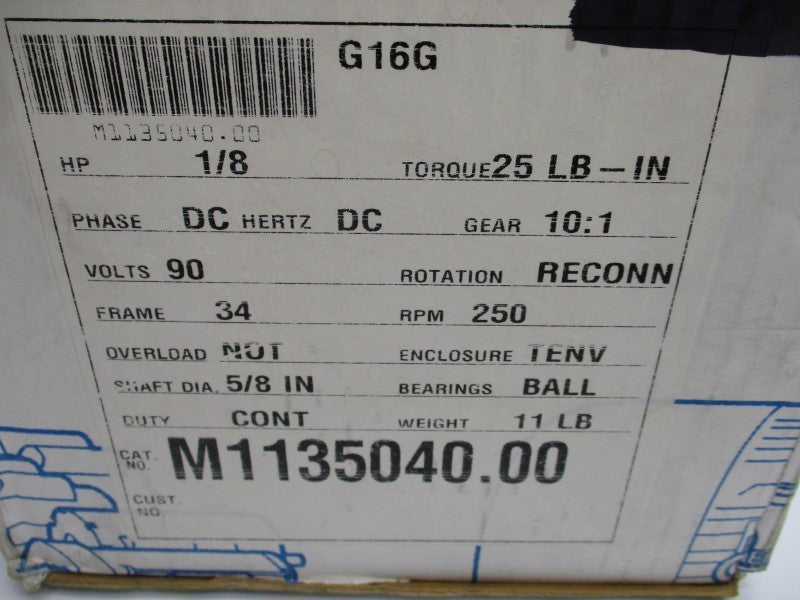 G16G
M1135040.00
HP 1/8 TORQUE 25 LB-IN
PHASE DC HERTZ DC GEAR 10:1
VOLTS 90 ROTATION RECONN
FRAME 34 RPM 250
OVERLOAD NOT ENCLOSURE TENV
SHAFT DIA. 5/8 IN BEARINGS BALL
DUTY CONT WEIGHT 11 LB
CAT. NO. M1135040.00
CUST. NO.